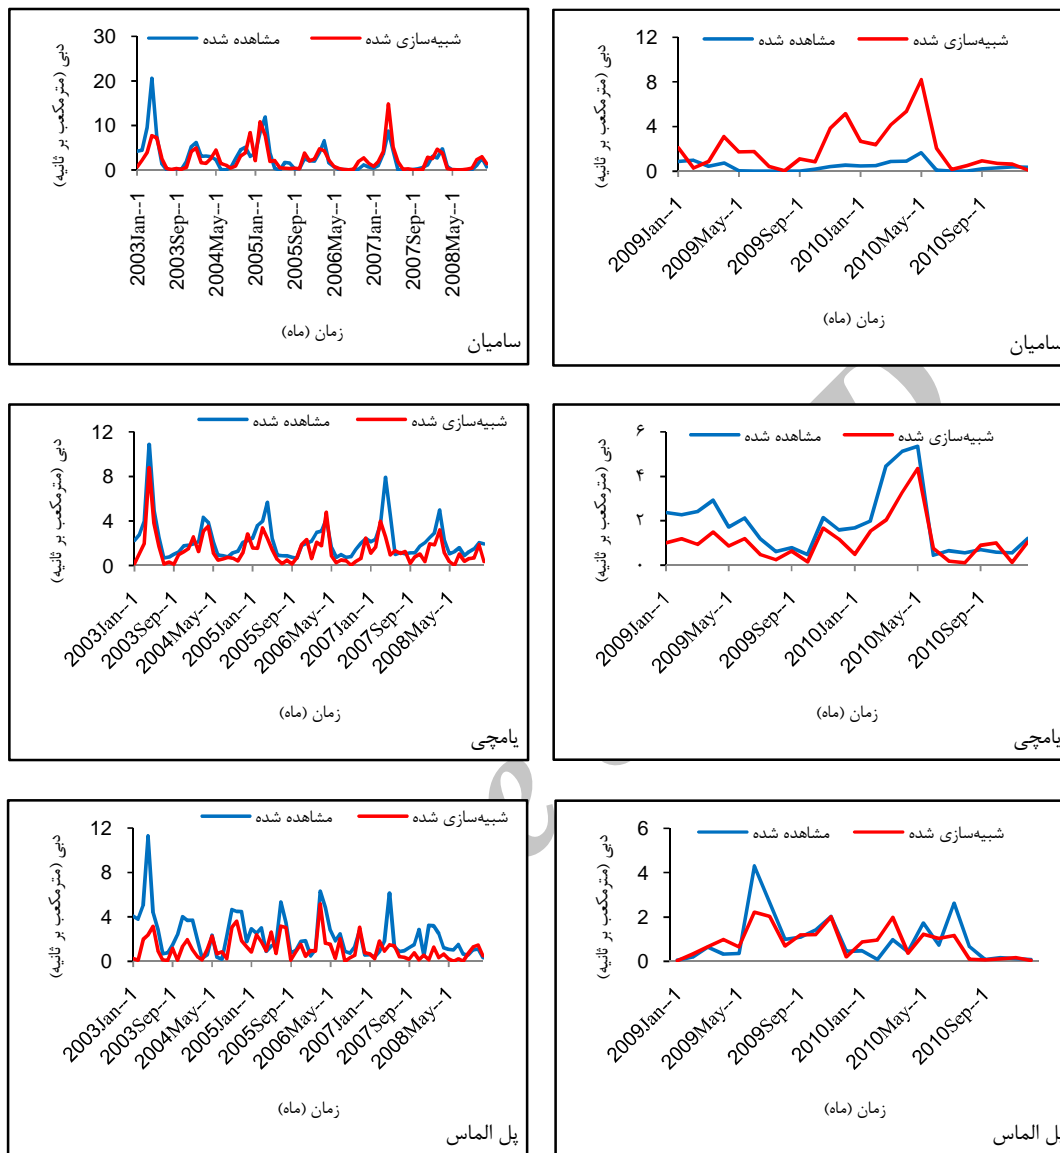 مشاهده شده شبیه‌سازی شده
دبی (مترمکعب بر ثانیه)
30
20
10
0
2003Jan--1
2003Sep--1
2004May--1
2005Jan--1
2005Sep--1
2006May--1
2007Jan--1
2007Sep--1
2008May--1
زمان (ماه)
سامیان
مشاهده شده شبیه‌سازی شده
دبی (مترمکعب بر ثانیه)
12
8
4
0
2009Jan--1
2009May--1
2009Sep--1
2010Jan--1
2010May--1
2010Sep--1
زمان (ماه)
سامیان
مشاهده شده شبیه‌سازی شده
دبی (مترمکعب بر ثانیه)
12
8
4
0
2003Jan--1
2003Sep--1
2004May--1
2005Jan--1
2005Sep--1
2006May--1
2007Jan--1
2007Sep--1
2008May--1
زمان (ماه)
یامچی
مشاهده شده شبیه‌سازی شده
دبی (مترمکعب بر ثانیه)
۶
۴
۲
۰
2009Jan--1
2009May--1
2009Sep--1
2010Jan--1
2010May--1
2010Sep--1
زمان (ماه)
یامچی
مشاهده شده شبیه‌سازی شده
دبی (مترمکعب بر ثانیه)
12
8
4
0
2003Jan--1
2003Sep--1
2004May--1
2005Jan--1
2005Sep--1
2006May--1
2007Jan--1
2007Sep--1
2008May--1
زمان (ماه)
پل الماس
مشاهده شده شبیه‌سازی شده
دبی (مترمکعب بر ثانیه)
6
4
2
0
2009Jan--1
2009May--1
2009Sep--1
2010Jan--1
2010May--1
2010Sep--1
زمان (ماه)
پل الماس